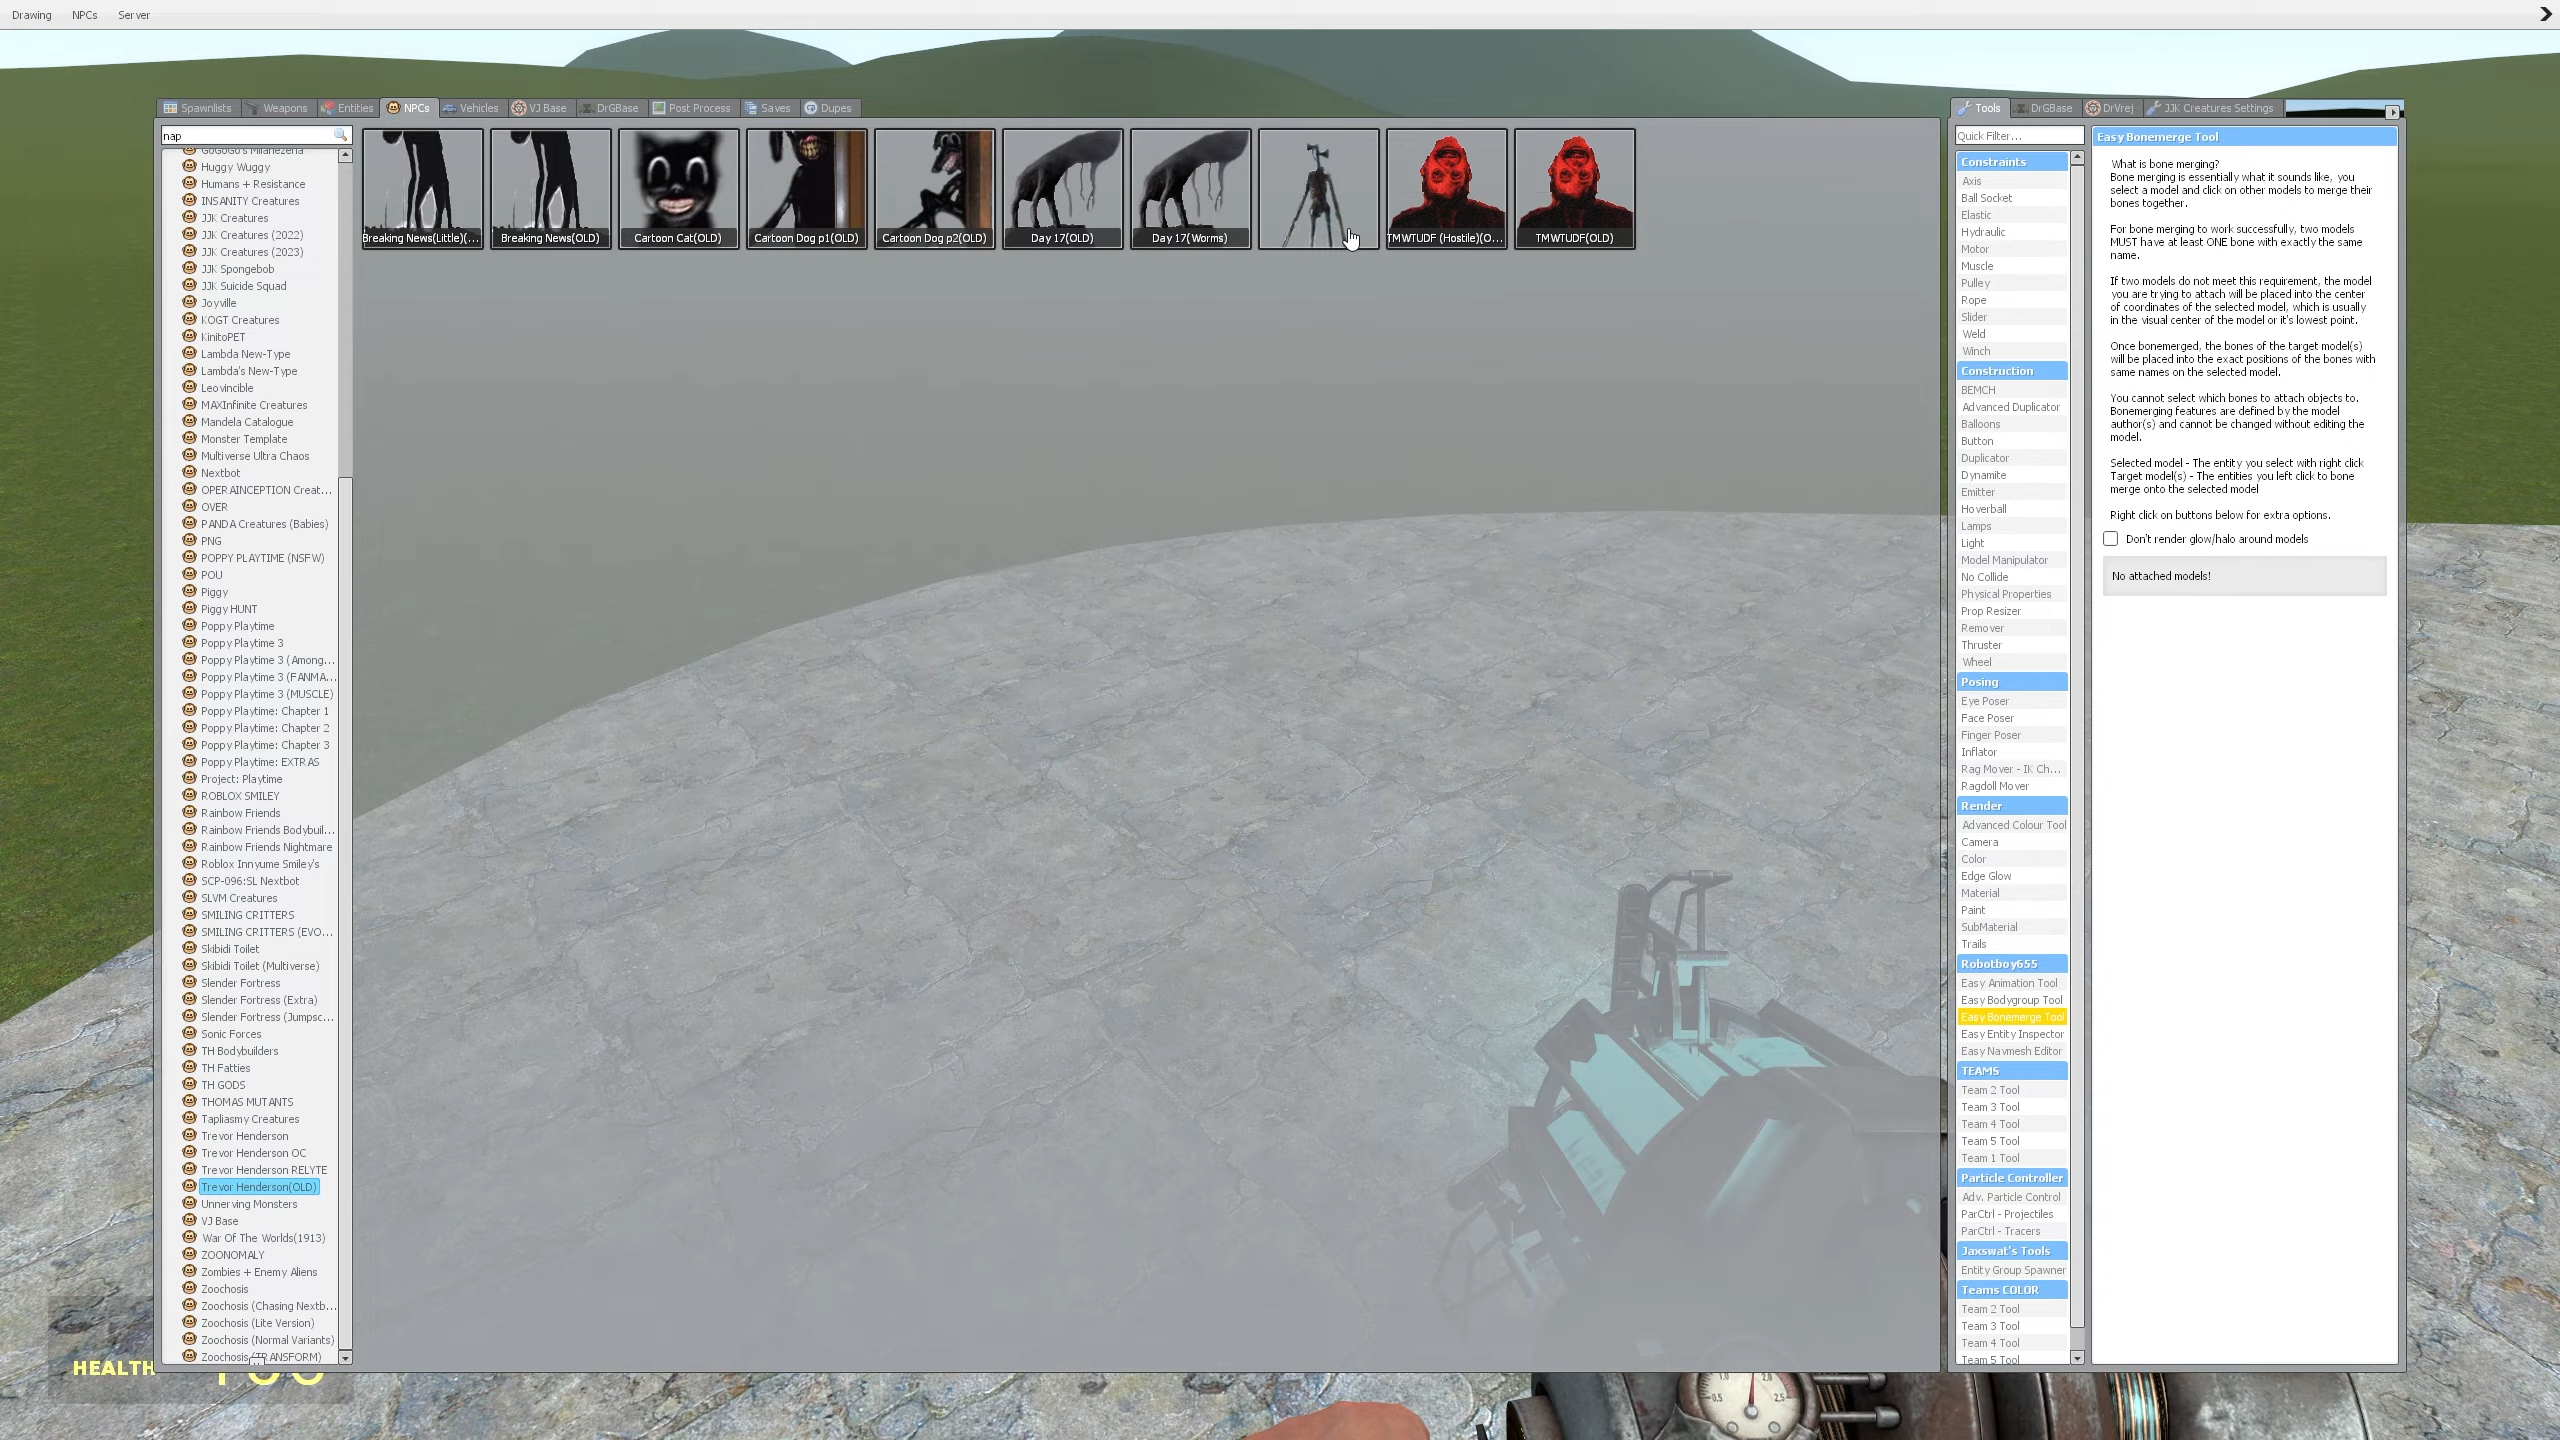 Drawing NPCs Server
Spawnlists Weapons Entities NPCs Vehicles VJ Base DrGBase Post Process Saves Dupes
nap
GoGoGo's Milanezeria
Huggy Wuggy
Humans + Resistance
INSANITY Creatures
JJK Creatures
JJK Creatures (2022)
JJK Creatures (2023)
JJK Spongebob
JJK Suicide Squad
Joyville
KOGT Creatures
KinitoPET
Lambda New-Type
Lambda's New-Type
Leovincible
MAXInfinite Creatures
Mandela Catalogue
Monster Template
Multiverse Ultra Chaos
Nextbot
OPERAINCEPTION Creat...
OVER
PANDA Creatures (Babies)
PNG
POPPY PLAYTIME (NSFW)
POU
Piggy
Piggy HUNT
Poppy Playtime
Poppy Playtime 3
Poppy Playtime 3 (Among...
Poppy Playtime 3 (FANMA...
Poppy Playtime 3 (MUSCLE)
Poppy Playtime: Chapter 1
Poppy Playtime: Chapter 2
Poppy Playtime: Chapter 3
Poppy Playtime: EXTRAS
Project: Playtime
ROBLOX SMILEY
Rainbow Friends
Rainbow Friends Bodybuil...
Rainbow Friends Nightmare
Roblox Innyume Smiley's
SCP-096:SL Nextbot
SLVM Creatures
SMILING CRITTERS
SMILING CRITTERS (EVO...
Skibidi Toilet
Skibidi Toilet (Multiverse)
Slender Fortress
Slender Fortress (Extra)
Slender Fortress (Jumpsc...
Sonic Forces
TH Bodybuilders
TH Fatties
TH GODS
THOMAS MUTANTS
Tapliasmy Creatures
Trevor Henderson
Trevor Henderson OC
Trevor Henderson RELYTE
Trevor Henderson(OLD)
Unnerving Monsters
VJ Base
War Of The Worlds(1913)
ZOONOMALY
Zombies + Enemy Aliens
Zoochosis
Zoochosis (Chasing Nextb...
Zoochosis (Lite Version)
Zoochosis (Normal Variants)
Zoochosis (TRANSFORM)
HEALTH 100
Breaking News(Little)(...
Breaking News(OLD)
Cartoon Cat(OLD)
Cartoon Dog p1(OLD)
Cartoon Dog p2(OLD)
Day 17(OLD)
Day 17(Worms)
TMWTUDF (Hostile)(O...
TMWTUDF(OLD)
Tools DrGBase DrVrej JJK Creatures Settings
Quick Filter...
Constraints
Axis
Ball Socket
Elastic
Hydraulic
Motor
Muscle
Pulley
Rope
Slider
Weld
Winch
Construction
BEMCH
Advanced Duplicator
Balloons
Button
Duplicator
Dynamite
Emitter
Hoverball
Lamps
Light
Model Manipulator
No Collide
Physical Properties
Prop Resizer
Remover
Thruster
Wheel
Posing
Eye Poser
Face Poser
Finger Poser
Inflator
Rag Mover - IK Ch...
Ragdoll Mover
Render
Advanced Colour Tool
Camera
Color
Edge Glow
Material
Paint
SubMaterial
Trails
Robotboy655
Easy Animation Tool
Easy Bodygroup Tool
Easy Bonemerge Tool
Easy Entity Inspector
Easy Navmesh Editor
TEAMS
Team 2 Tool
Team 3 Tool
Team 4 Tool
Team 5 Tool
Team 1 Tool
Particle Controller
Adv. Particle Control
ParCtrl - Projectiles
ParCtrl - Tracers
Jaxswat's Tools
Entity Group Spawner
Teams COLOR
Team 2 Tool
Team 3 Tool
Team 4 Tool
Team 5 Tool
Easy Bonemerge Tool
What is bone merging?
Bone merging is essentially what it sounds like, you
select a model and click on other models to merge their
bones together.
For bone merging to work successfully, two models
MUST have at least ONE bone with exactly the same
name.
If two models do not meet this requirement, the model
you are trying to attach will be placed into the center
of coordinates of the selected model, which is usually
in the visual center of the model or it's lowest point.
Once bonemerged, the bones of the target model(s)
will be placed into the exact positions of the bones with
same names on the selected model.
You cannot select which bones to attach objects to.
Bonemerging features are defined by the model
author(s) and cannot be changed without editing the
model.
Selected model - The entity you select with right click
Target model(s) - The entities you left click to bone
merge onto the selected model
Right click on buttons below for extra options.
Don't render glow/halo around models
No attached models!